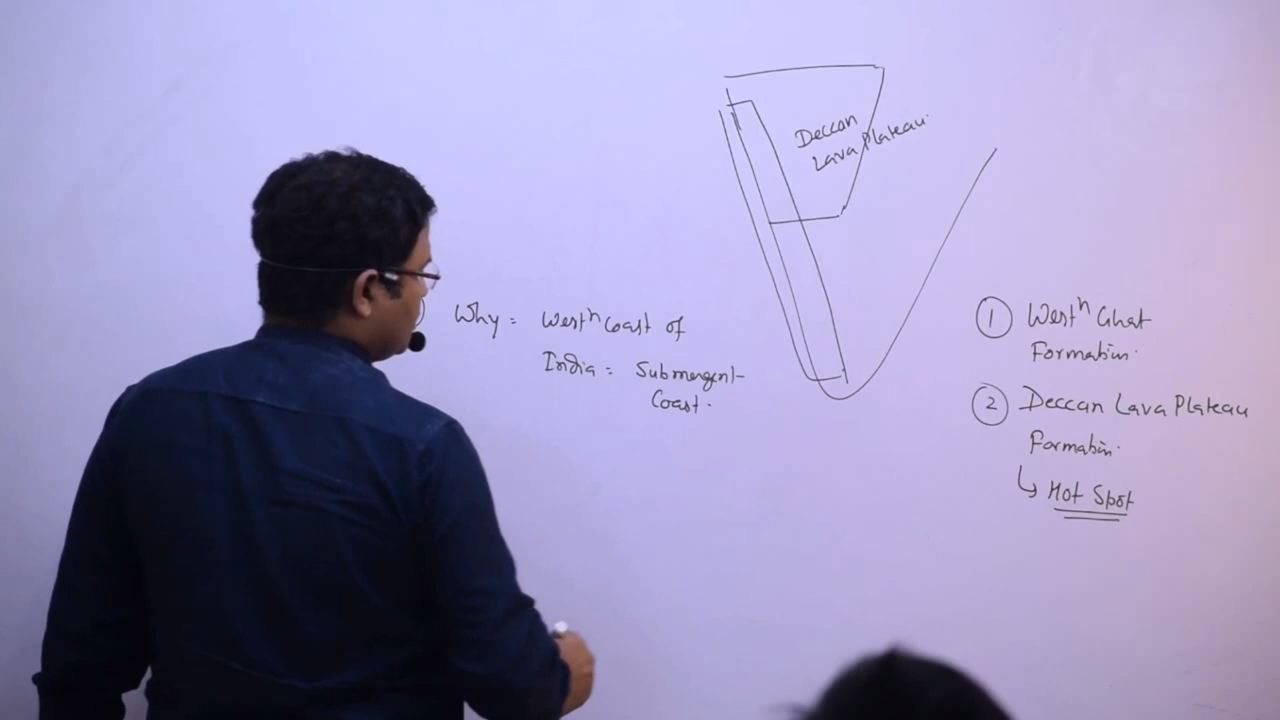 Deccan
Lava Plateau.
Why = Westⁿ Coast of
India = Submergent
Coast.
① Westⁿ Ghat
Formation.
② Deccan Lava Plateau
Formation.
↳ Hot Spot